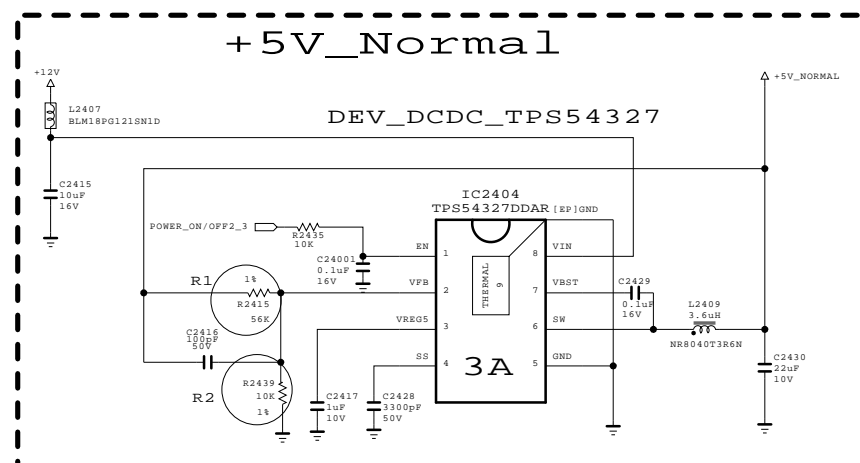 +5V_Normal
+12V
+5V_NORMAL
L2407
BLM18PG121SN1D
DEV_DCDC_TPS54327
C2415
10uF
16V
IC2404
TPS54327DDAR
[EP]GND
POWER_ON/OFF2_3
R2435
10K
C24001
0.1uF
16V
EN
1
VFB
2
VREG5
3
SS
4
THERMAL
9
3A
8
VIN
7
VBST
6
SW
5
GND
C2429
0.1uF
16V
L2409
3.6uH
NR8040T3R6N
C2430
22uF
10V
R1
1%
R2415
56K
C2416
100pF
50V
R2
R2439
10K
1%
C2417
1uF
10V
C2428
3300pF
50V